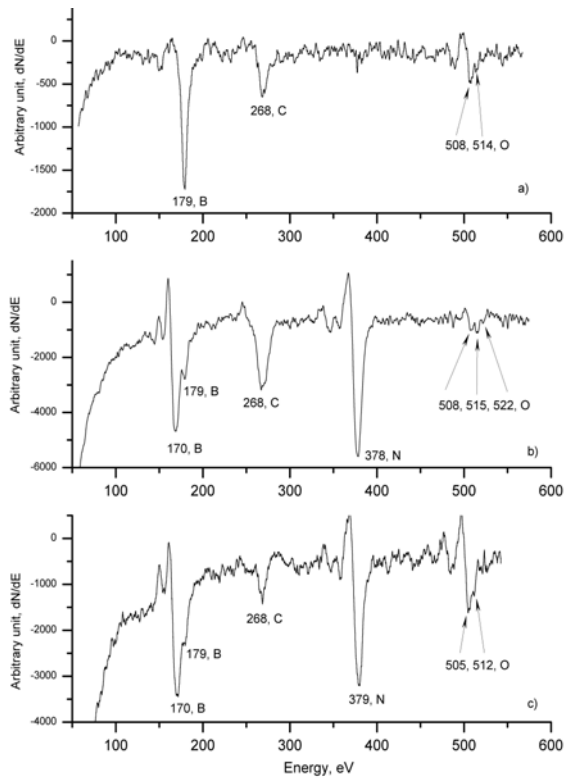 Arbitrary unit, dN/dE
0
-500
-1000
-1500
-2000
268, C
508, 514, O
179, B
a)
100
200
300
400
500
600
Arbitrary unit, dN/dE
0
-2000
-4000
-6000
179, B
268, C
508, 515, 522, O
170, B
378, N
b)
100
200
300
400
500
600
Arbitrary unit, dN/dE
0
-1000
-2000
-3000
-4000
179, B
268, C
505, 512, O
170, B
379, N
c)
100
200
300
400
500
600
Energy, eV